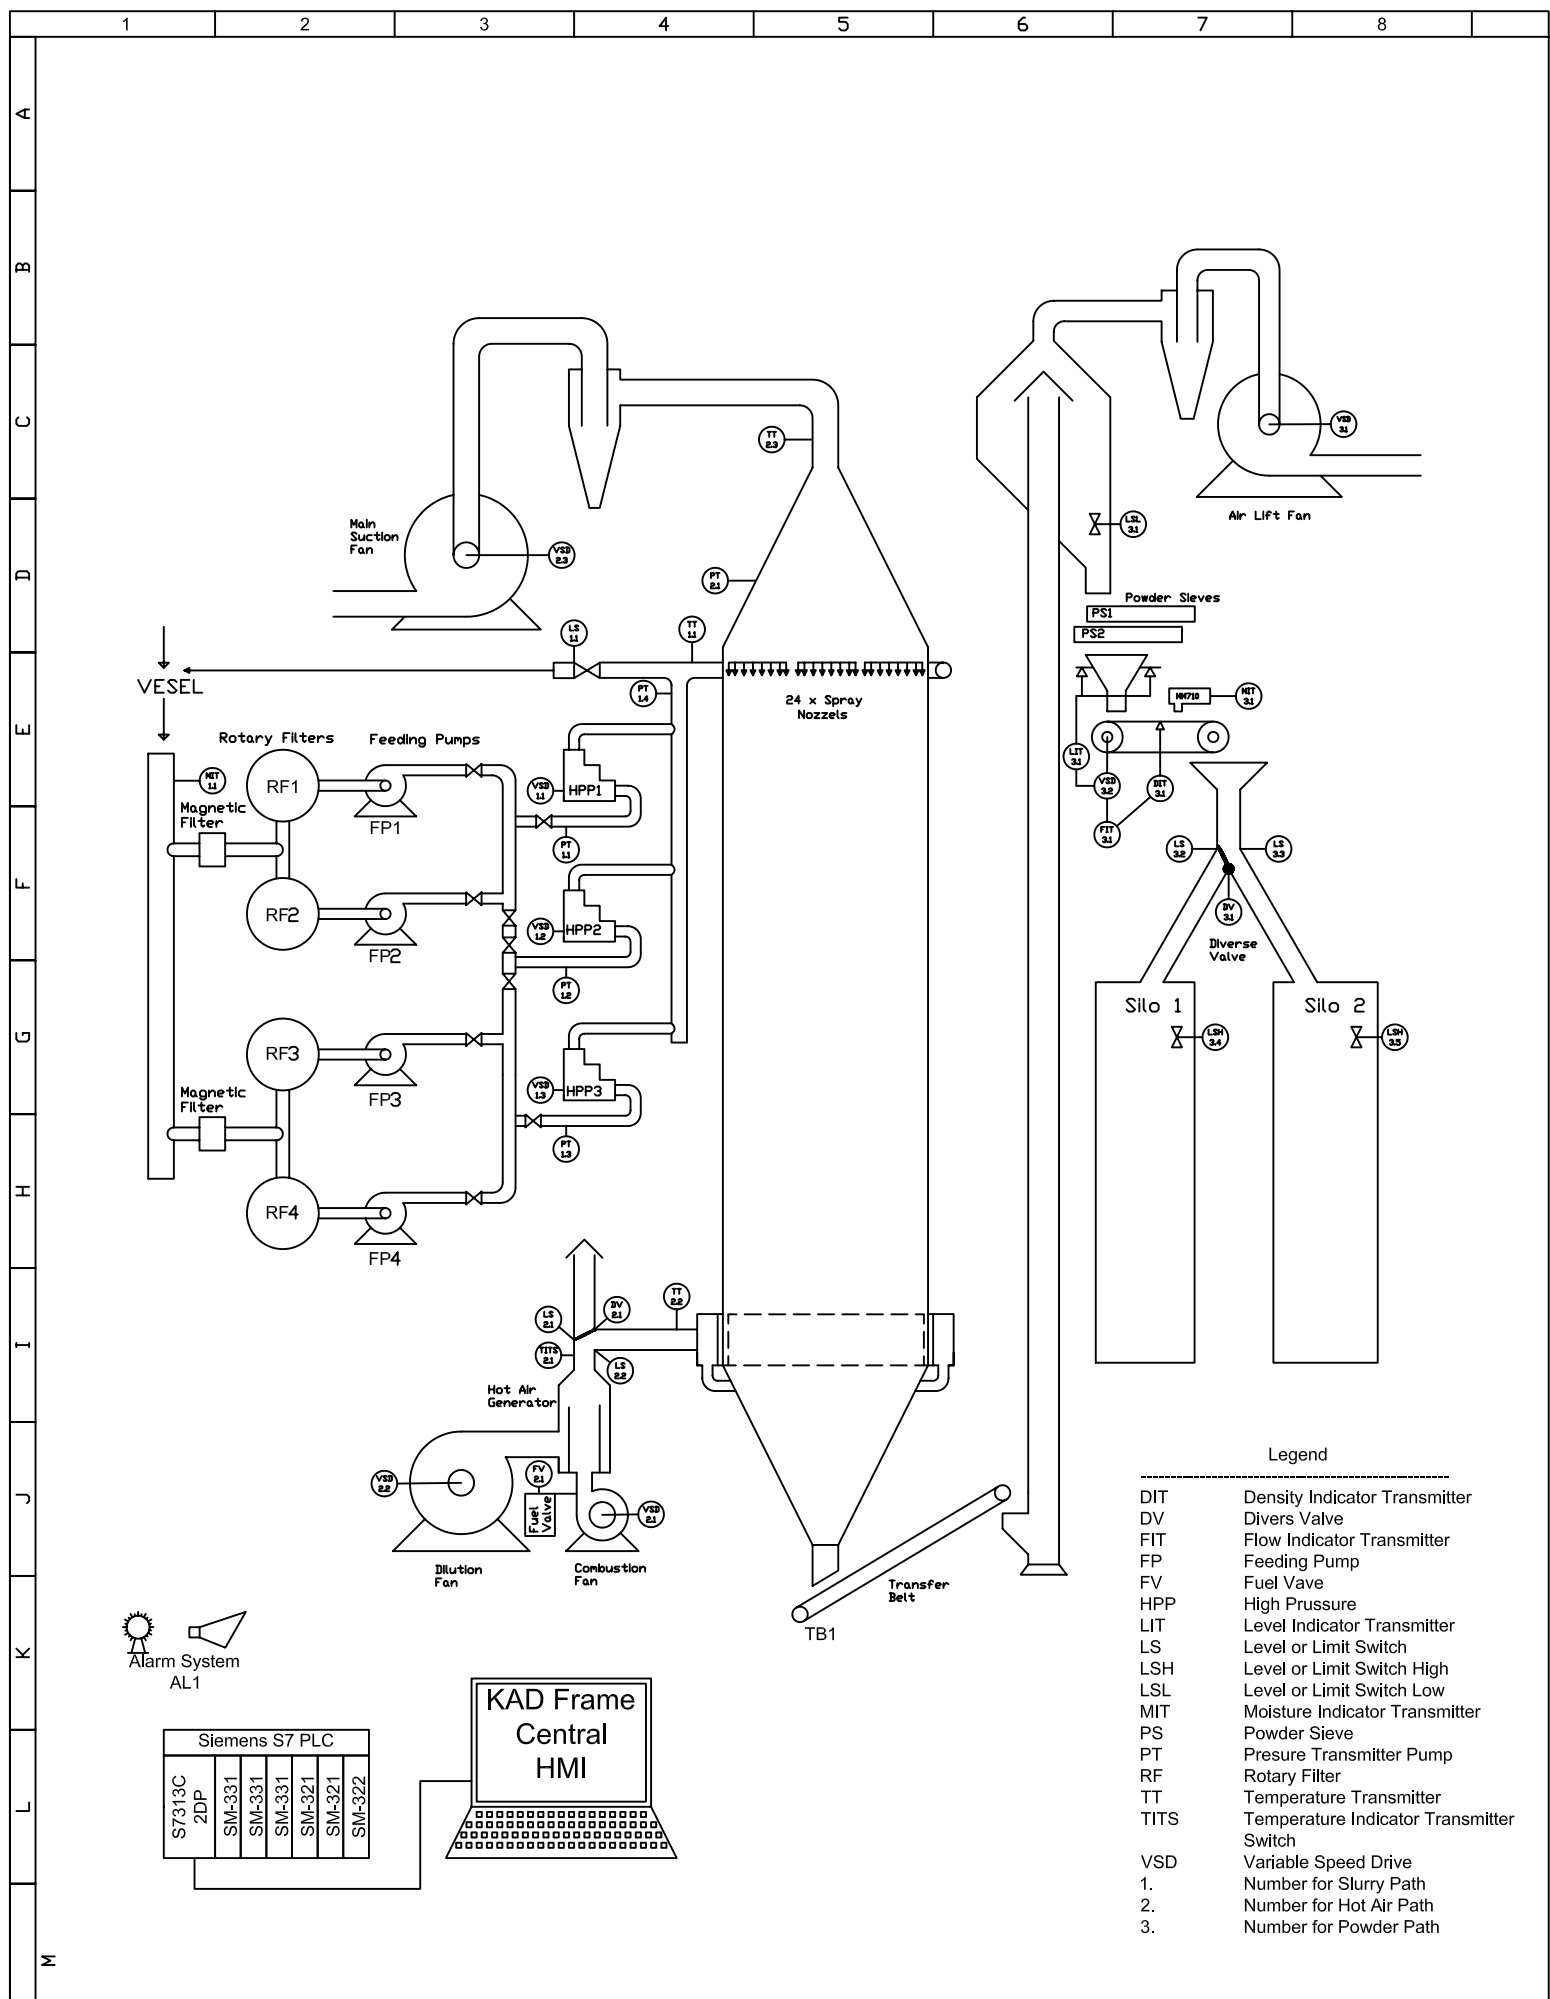 1 2 3 4 5 6 7 8
A
B
C
D
E
F
G
H
I
J
K
L
M
VSD
3.1
Air Lift Fan
TT
2.3
LSL
3.1
Main
Suction
Fan
VSD
2.3
PT
2.1
Powder Sieves
PS1
PS2
LS
1.1
TT
1.1
VESEL
PT
1.4
24 x Spray
Nozzels
MM710
MIT
3.1
LIT
3.1
VSD
3.2
DIT
3.1
FIT
3.1
Rotary Filters
Feeding Pumps
MIT
1.1
RF1
FP1
VSD
1.1
HPP1
PT
1.1
Magnetic
Filter
LS
3.2
LS
3.3
DV
3.1
Diverse
Valve
RF2
FP2
VSD
1.2
HPP2
PT
1.2
Silo 1
Silo 2
LSH
3.4
LSH
3.5
RF3
FP3
VSD
1.3
HPP3
PT
1.3
Magnetic
Filter
RF4
FP4
LS
2.1
DV
2.1
TT
2.2
TITS
2.1
LS
2.2
Hot Air
Generator
VSD
2.2
FV
2.1
Fuel
Valve
VSD
2.1
Dilution
Fan
Combustion
Fan
Transfer
Belt
TB1
Alarm System
AL1
KAD Frame
Central
HMI
Siemens S7 PLC
S7313C
2DP
SM-331
SM-331
SM-331
SM-321
SM-321
SM-322
Legend
DIT Density Indicator Transmitter
DV Divers Valve
FIT Flow Indicator Transmitter
FP Feeding Pump
FV Fuel Vave
HPP High Prussure
LIT Level Indicator Transmitter
LS Level or Limit Switch
LSH Level or Limit Switch High
LSL Level or Limit Switch Low
MIT Moisture Indicator Transmitter
PS Powder Sieve
PT Presure Transmitter Pump
RF Rotary Filter
TT Temperature Transmitter
TITS Temperature Indicator Transmitter
Switch
VSD Variable Speed Drive
1. Number for Slurry Path
2. Number for Hot Air Path
3. Number for Powder Path